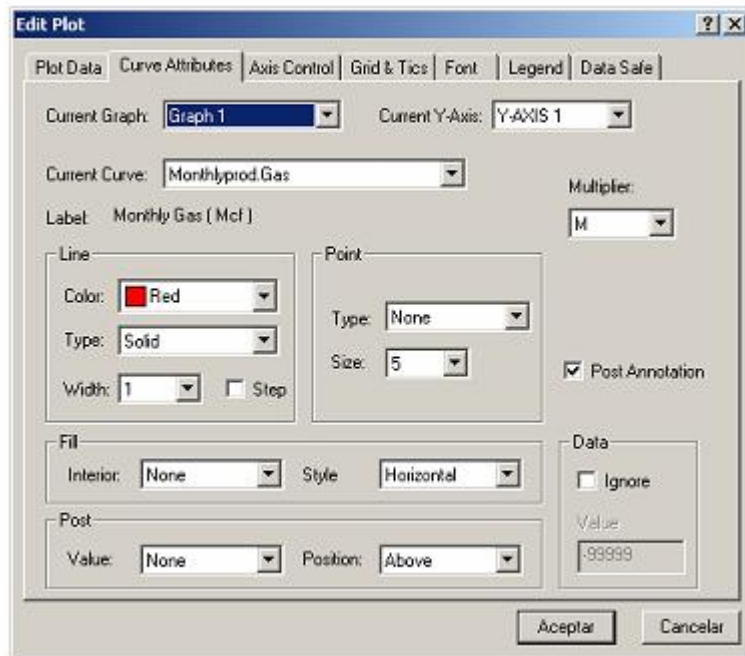 Edit Plot
Plot Data Curve Attributes Axis Control Grid & Tics Font Legend Data Safe
Current Graph: Graph 1 Current Y-Axis: Y-AXIS 1
Current Curve: Monthlyprod.Gas
Multiplier:
Label: Monthly Gas ( Mcf )
M
Line
Point
Color: Red
Type: None
Type: Solid
Size: 5
Post Annotation
Width: 1 Step
Fill
Data
Interior: None Style Horizontal
Ignore
Post
Value
Value: None Position: Above
-99999
Aceptar Cancelar